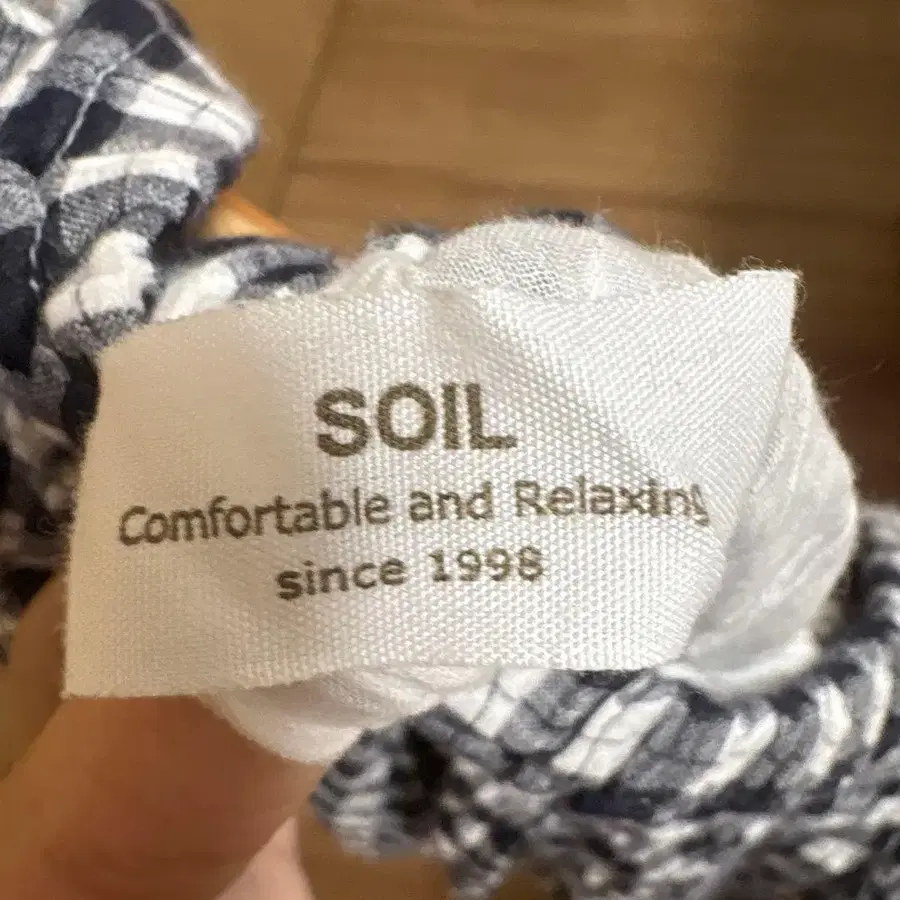 SOIL
Comfortable and Relaxing
since 1998